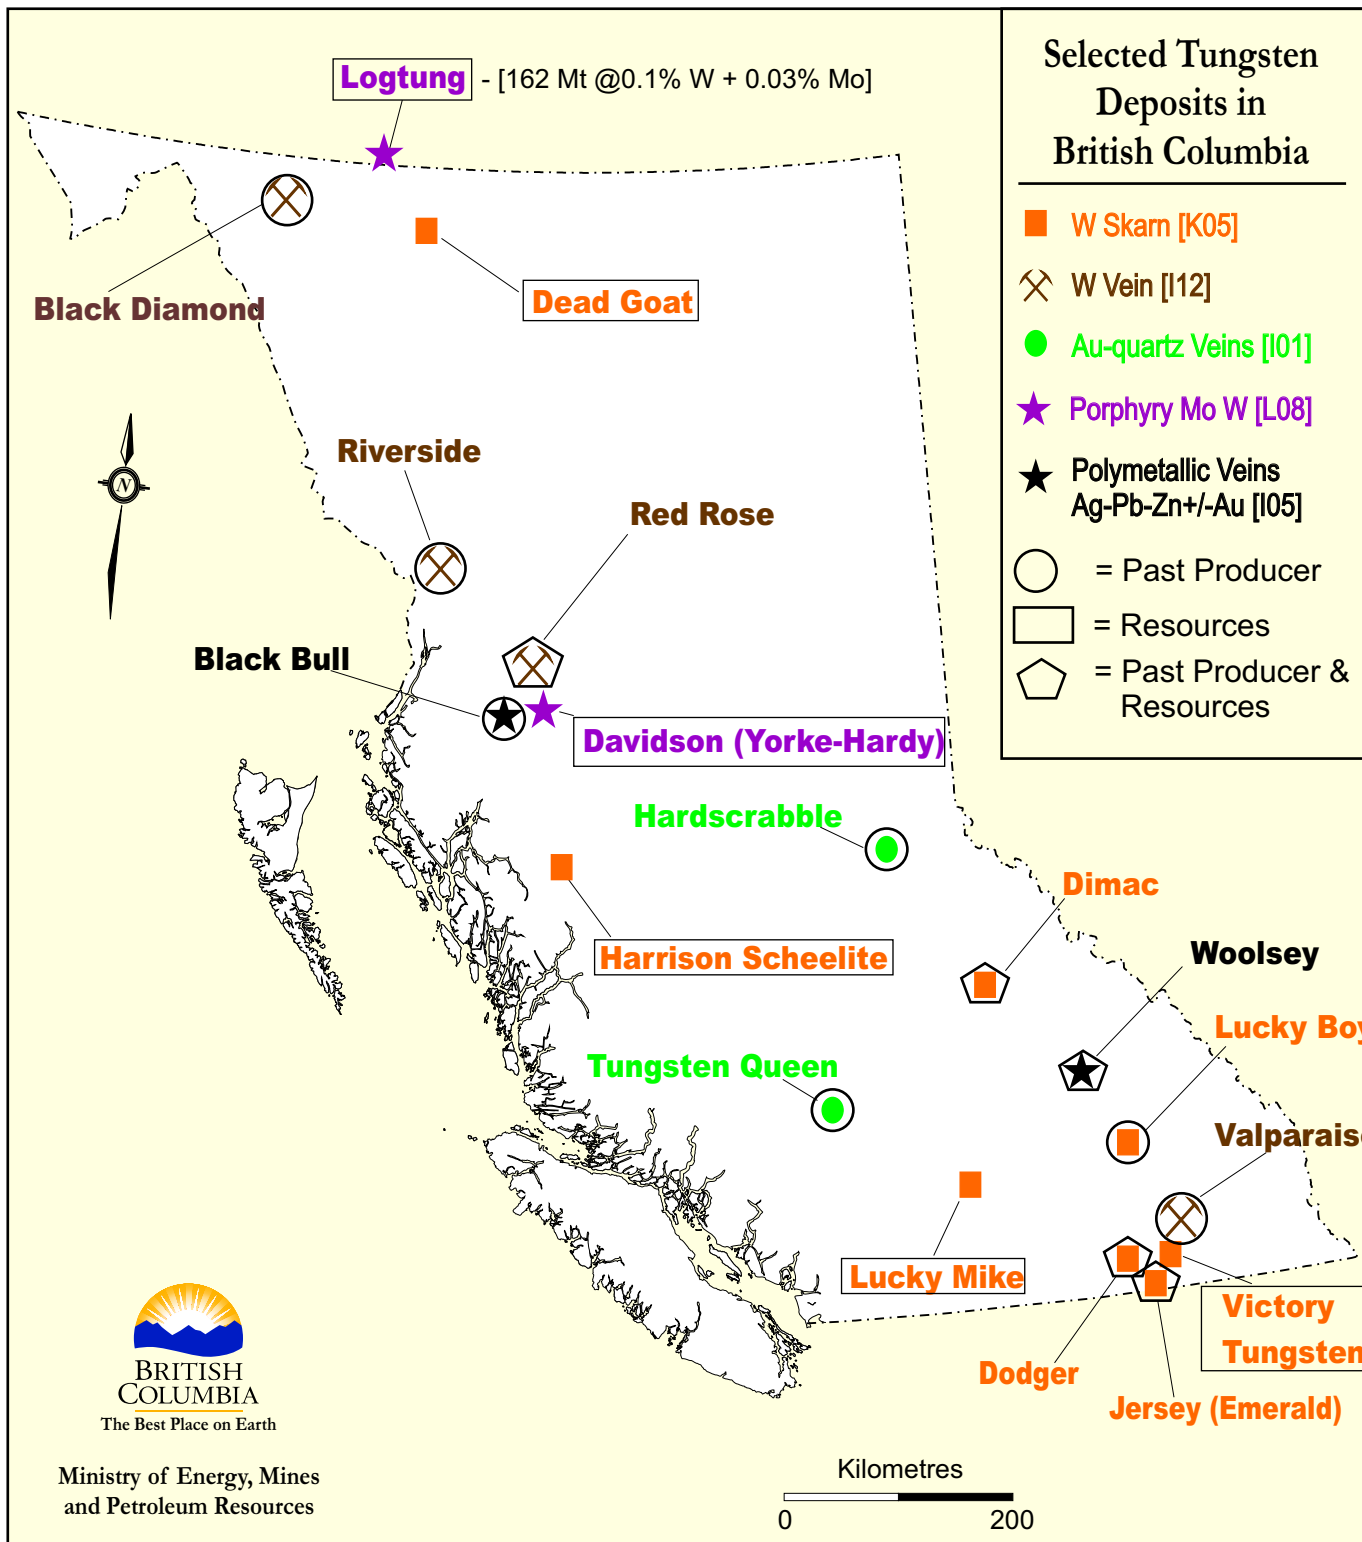 Selected Tungsten
Deposits in
British Columbia
W Skarn [K05]
W Vein [I12]
Au-quartz Veins [I01]
Porphyry Mo W [L08]
Polymetallic Veins
Ag-Pb-Zn+/-Au [I05]
= Past Producer
= Resources
= Past Producer &
Resources
Logtung - [162 Mt @0.1% W + 0.03% Mo]
Black Diamond
Dead Goat
Riverside
N
Red Rose
Black Bull
Davidson (Yorke-Hardy)
Hardscrabble
Dimac
Harrison Scheelite
Woolsey
Lucky Boy
Tungsten Queen
Valparaiso
Lucky Mike
Victory
Tungsten
Dodger
Jersey (Emerald)
BRITISH
COLUMBIA
The Best Place on Earth
Ministry of Energy, Mines
and Petroleum Resources
Kilometres
0 200